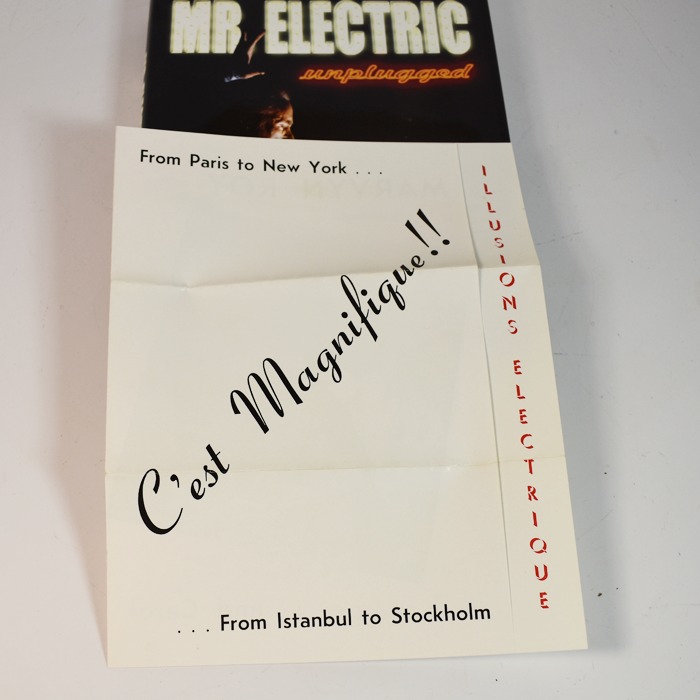 MR ELECTRIC
unplugged
From Paris to New York . . .
C'est Magnifique!!
. . . From Istanbul to Stockholm
ILLUSIONS ELECTRIQUE